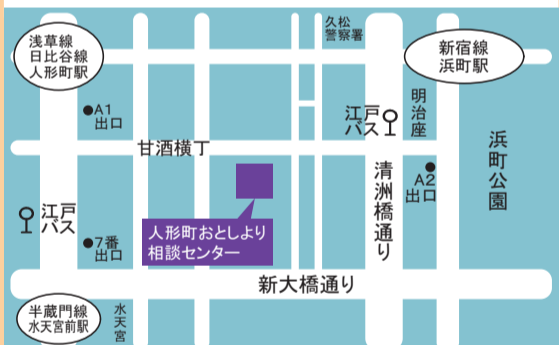 浅草線
日比谷線
人形町駅
久松
警察署
新宿線
浜町駅
●A1
出口
江戸
バス
明治座
甘酒横丁
浜町公園
●
A2
出口
清洲橋通り
江戸
バス
人形町おとしより
相談センター
●7番
出口
新大橋通り
半蔵門線
水天宮前駅
水天宮